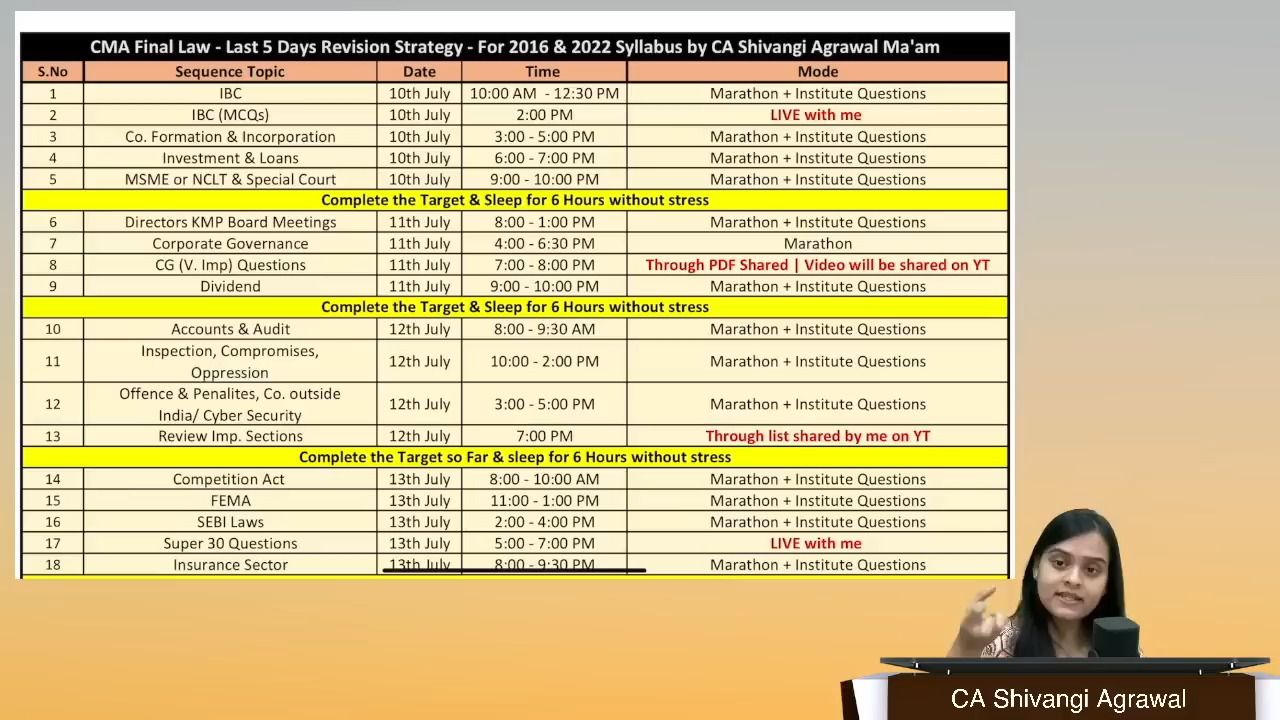 CMA Final Law - Last 5 Days Revision Strategy - For 2016 & 2022 Syllabus by CA Shivangi Agrawal Ma'am
S.No Sequence Topic Date Time Mode
1 IBC 10th July 10:00 AM - 12:30 PM Marathon + Institute Questions
2 IBC (MCQs) 10th July 2:00 PM LIVE with me
3 Co. Formation & Incorporation 10th July 3:00 - 5:00 PM Marathon + Institute Questions
4 Investment & Loans 10th July 6:00 - 7:00 PM Marathon + Institute Questions
5 MSME or NCLT & Special Court 10th July 9:00 - 10:00 PM Marathon + Institute Questions
Complete the Target & Sleep for 6 Hours without stress
6 Directors KMP Board Meetings 11th July 8:00 - 1:00 PM Marathon + Institute Questions
7 Corporate Governance 11th July 4:00 - 6:30 PM Marathon
8 CG (V. Imp) Questions 11th July 7:00 - 8:00 PM Through PDF Shared | Video will be shared on YT
9 Dividend 11th July 9:00 - 10:00 PM Marathon + Institute Questions
Complete the Target & Sleep for 6 Hours without stress
10 Accounts & Audit 12th July 8:00 - 9:30 AM Marathon + Institute Questions
11 Inspection, Compromises,
Oppression 12th July 10:00 - 2:00 PM Marathon + Institute Questions
12 Offence & Penalites, Co. outside
India/ Cyber Security 12th July 3:00 - 5:00 PM Marathon + Institute Questions
13 Review Imp. Sections 12th July 7:00 PM Through list shared by me on YT
Complete the Target so Far & sleep for 6 Hours without stress
14 Competition Act 13th July 8:00 - 10:00 AM Marathon + Institute Questions
15 FEMA 13th July 11:00 - 1:00 PM Marathon + Institute Questions
16 SEBI Laws 13th July 2:00 - 4:00 PM Marathon + Institute Questions
17 Super 30 Questions 13th July 5:00 - 7:00 PM LIVE with me
18 Insurance Sector 13th July 8:00 - 9:30 PM Marathon + Institute Questions
CA Shivangi Agrawal